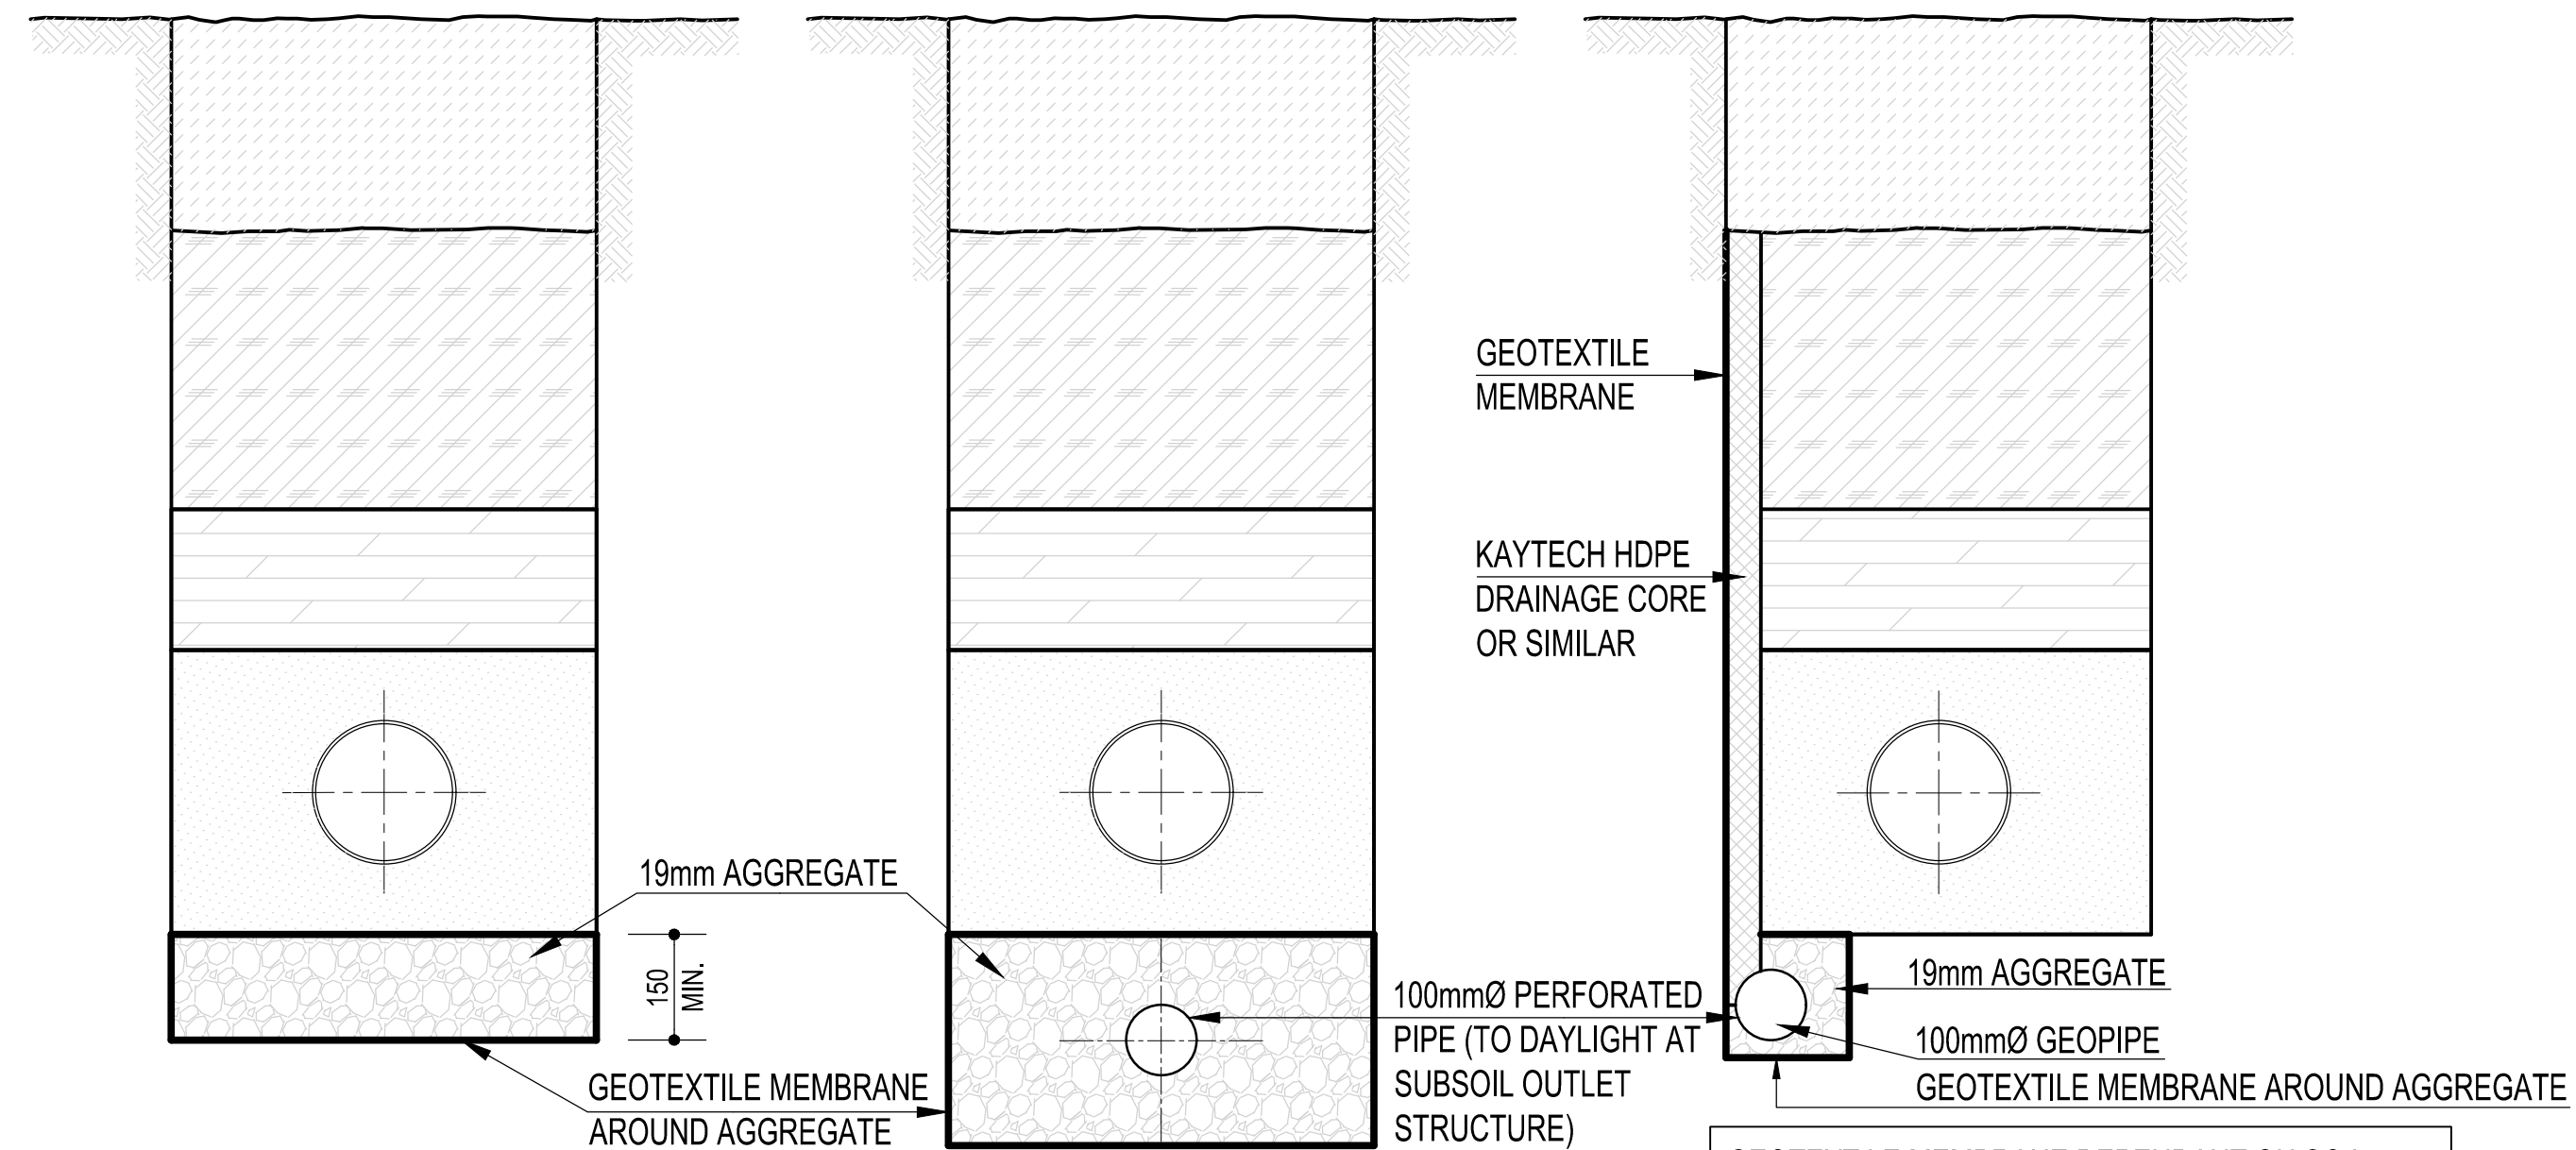 GEOTEXTILE
MEMBRANE
KAYTECH HDPE
DRAINAGE CORE
OR SIMILAR
19mm AGGREGATE
150
MIN.
GEOTEXTILE MEMBRANE
AROUND AGGREGATE
100mmØ PERFORATED
PIPE (TO DAYLIGHT AT
SUBSOIL OUTLET
STRUCTURE)
19mm AGGREGATE
100mmØ GEOPIPE
GEOTEXTILE MEMBRANE AROUND AGGREGATE